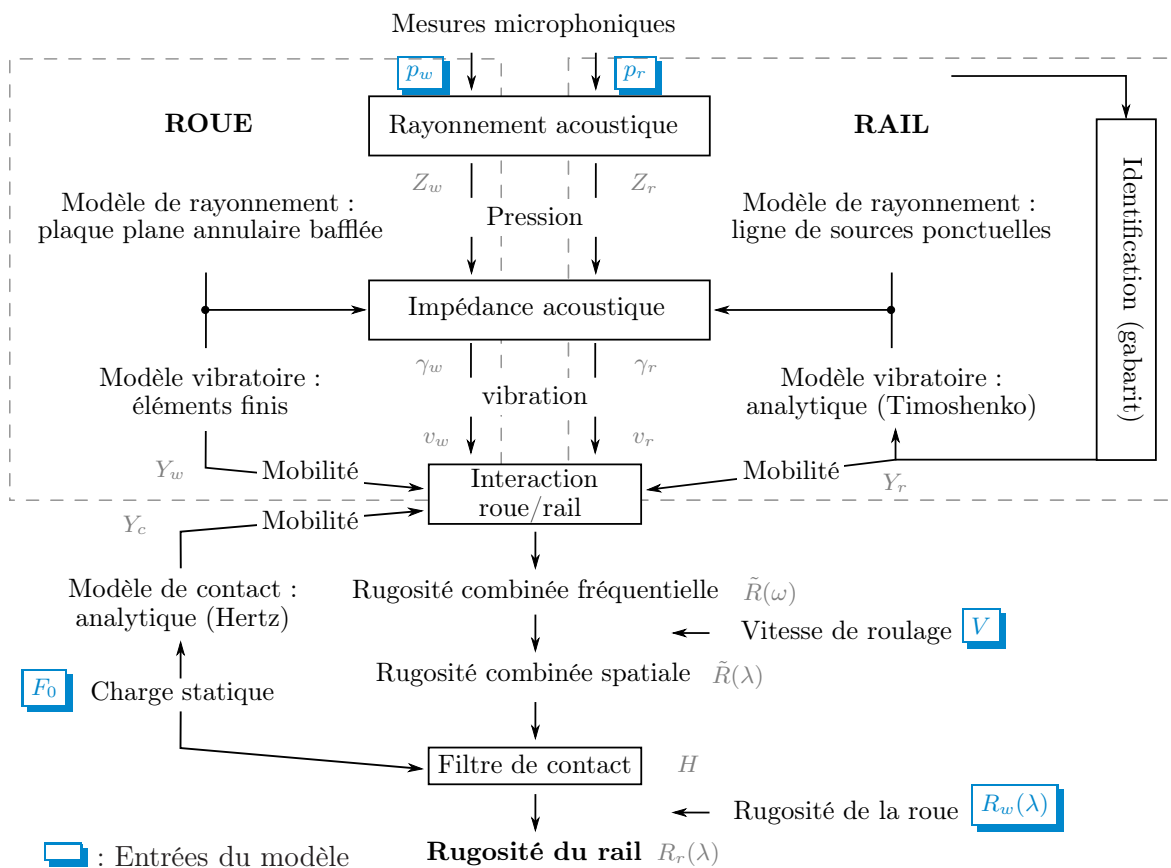 Mesures microphoniques
p_w
p_r
ROUE
Rayonnement acoustique
RAIL
Z_w
Z_r
Identification (gabarit)
Modèle de rayonnement :
plaque plane annulaire bafflée
Pression
Modèle de rayonnement :
ligne de sources ponctuelles
Impédance acoustique
γ_w
γ_r
Modèle vibratoire :
éléments finis
vibration
Modèle vibratoire :
analytique (Timoshenko)
v_w
v_r
Y_w
Mobilité
Interaction
roue/rail
Mobilité
Y_r
Y_c
Mobilité
Modèle de contact :
analytique (Hertz)
Rugosité combinée fréquentielle
R̃(ω)
Vitesse de roulage
V
F_0
Charge statique
Rugosité combinée spatiale
R̃(λ)
Filtre de contact
H
Rugosité de la roue
R_w(λ)
: Entrées du modèle
Rugosité du rail
R_r(λ)